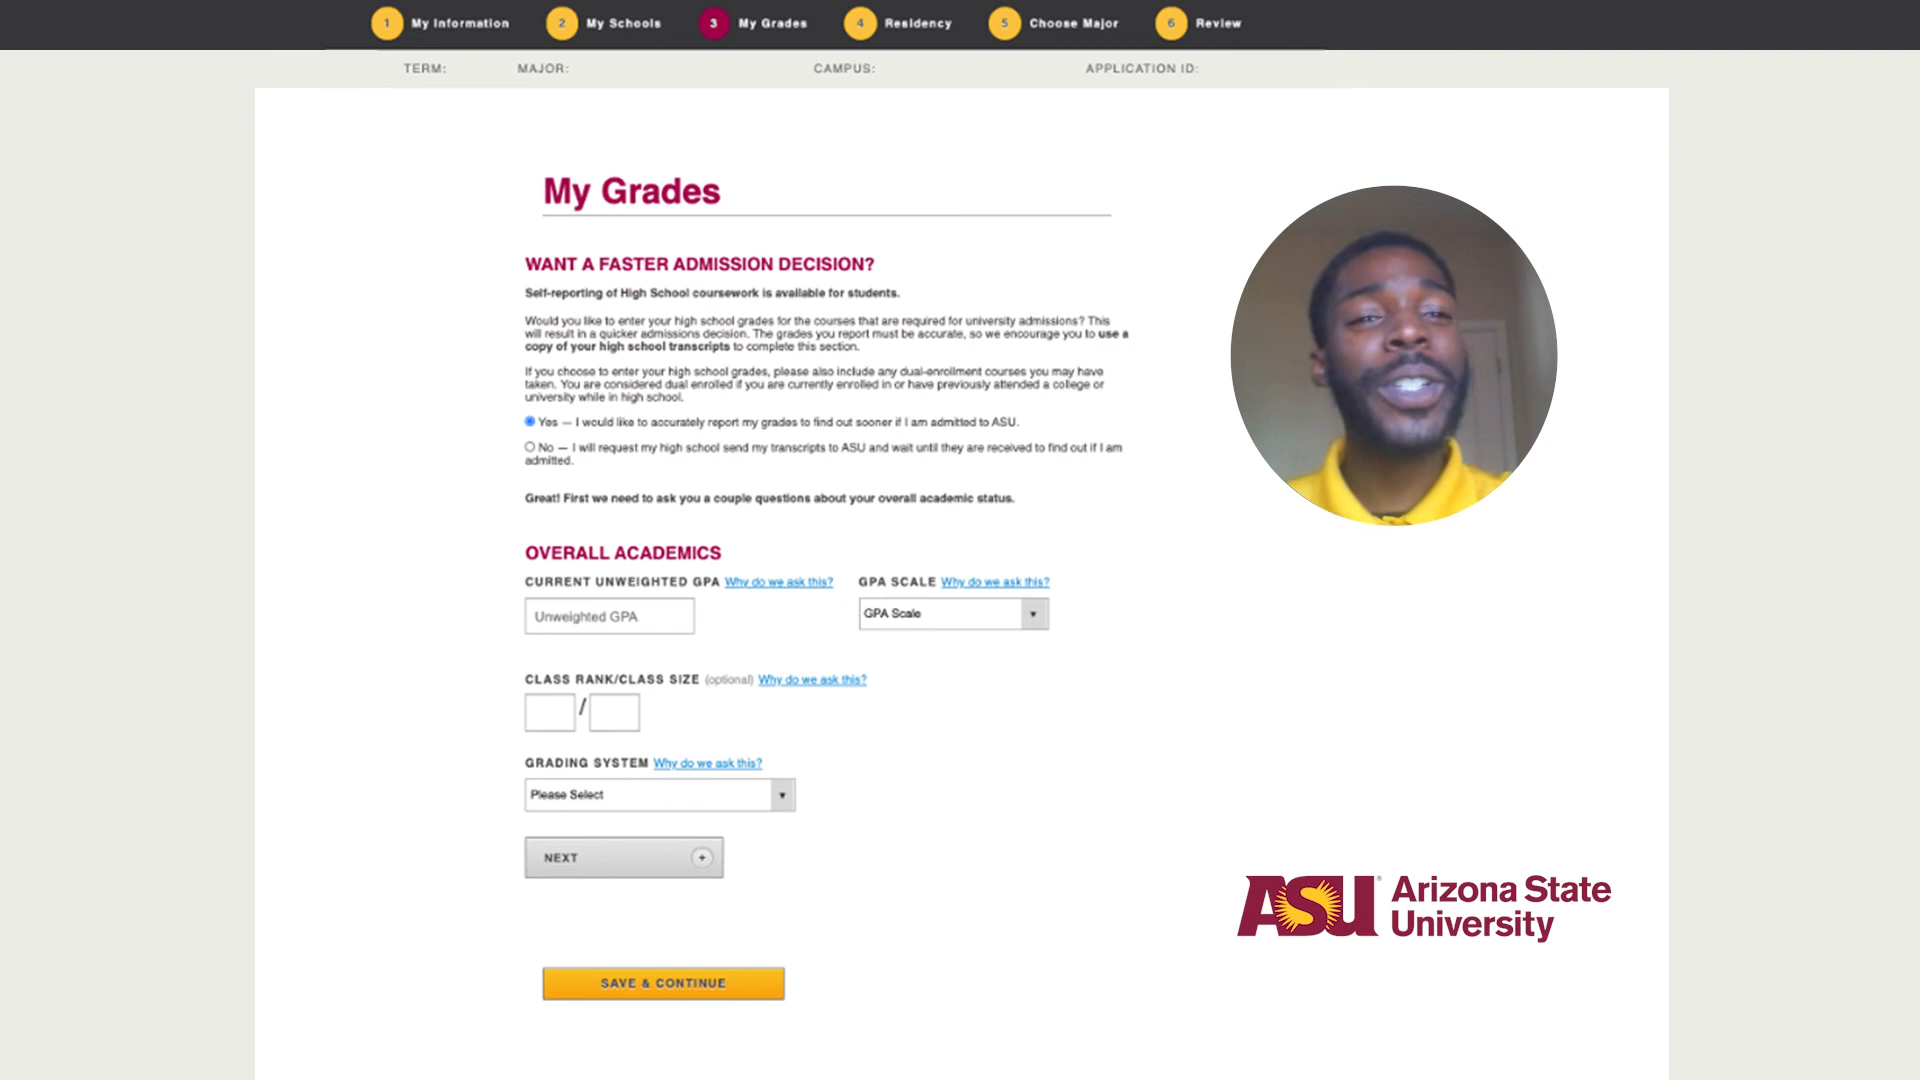 1 My Information 2 My Schools 3 My Grades 4 Residency 5 Choose Major 6 Review
TERM: MAJOR: CAMPUS: APPLICATION ID:
My Grades
WANT A FASTER ADMISSION DECISION?
Self-reporting of High School coursework is available for students.
Would you like to enter your high school grades for the courses that are required for university admissions? This
will result in a quicker admissions decision. The grades you report must be accurate, so we encourage you to use a
copy of your high school transcripts to complete this section.
If you choose to enter your high school grades, please also include any dual-enrollment courses you may have
taken. You are considered dual enrolled if you are currently enrolled in or have previously attended a college or
university while in high school.
Yes — I would like to accurately report my grades to find out sooner if I am admitted to ASU.
No — I will request my high school send my transcripts to ASU and wait until they are received to find out if I am
admitted.
Great! First we need to ask you a couple questions about your overall academic status.
OVERALL ACADEMICS
CURRENT UNWEIGHTED GPA Why do we ask this? GPA SCALE Why do we ask this?
Unweighted GPA GPA Scale
CLASS RANK/CLASS SIZE (optional) Why do we ask this?
/
GRADING SYSTEM Why do we ask this?
Please Select
NEXT +
SAVE & CONTINUE
ASU® Arizona State
University